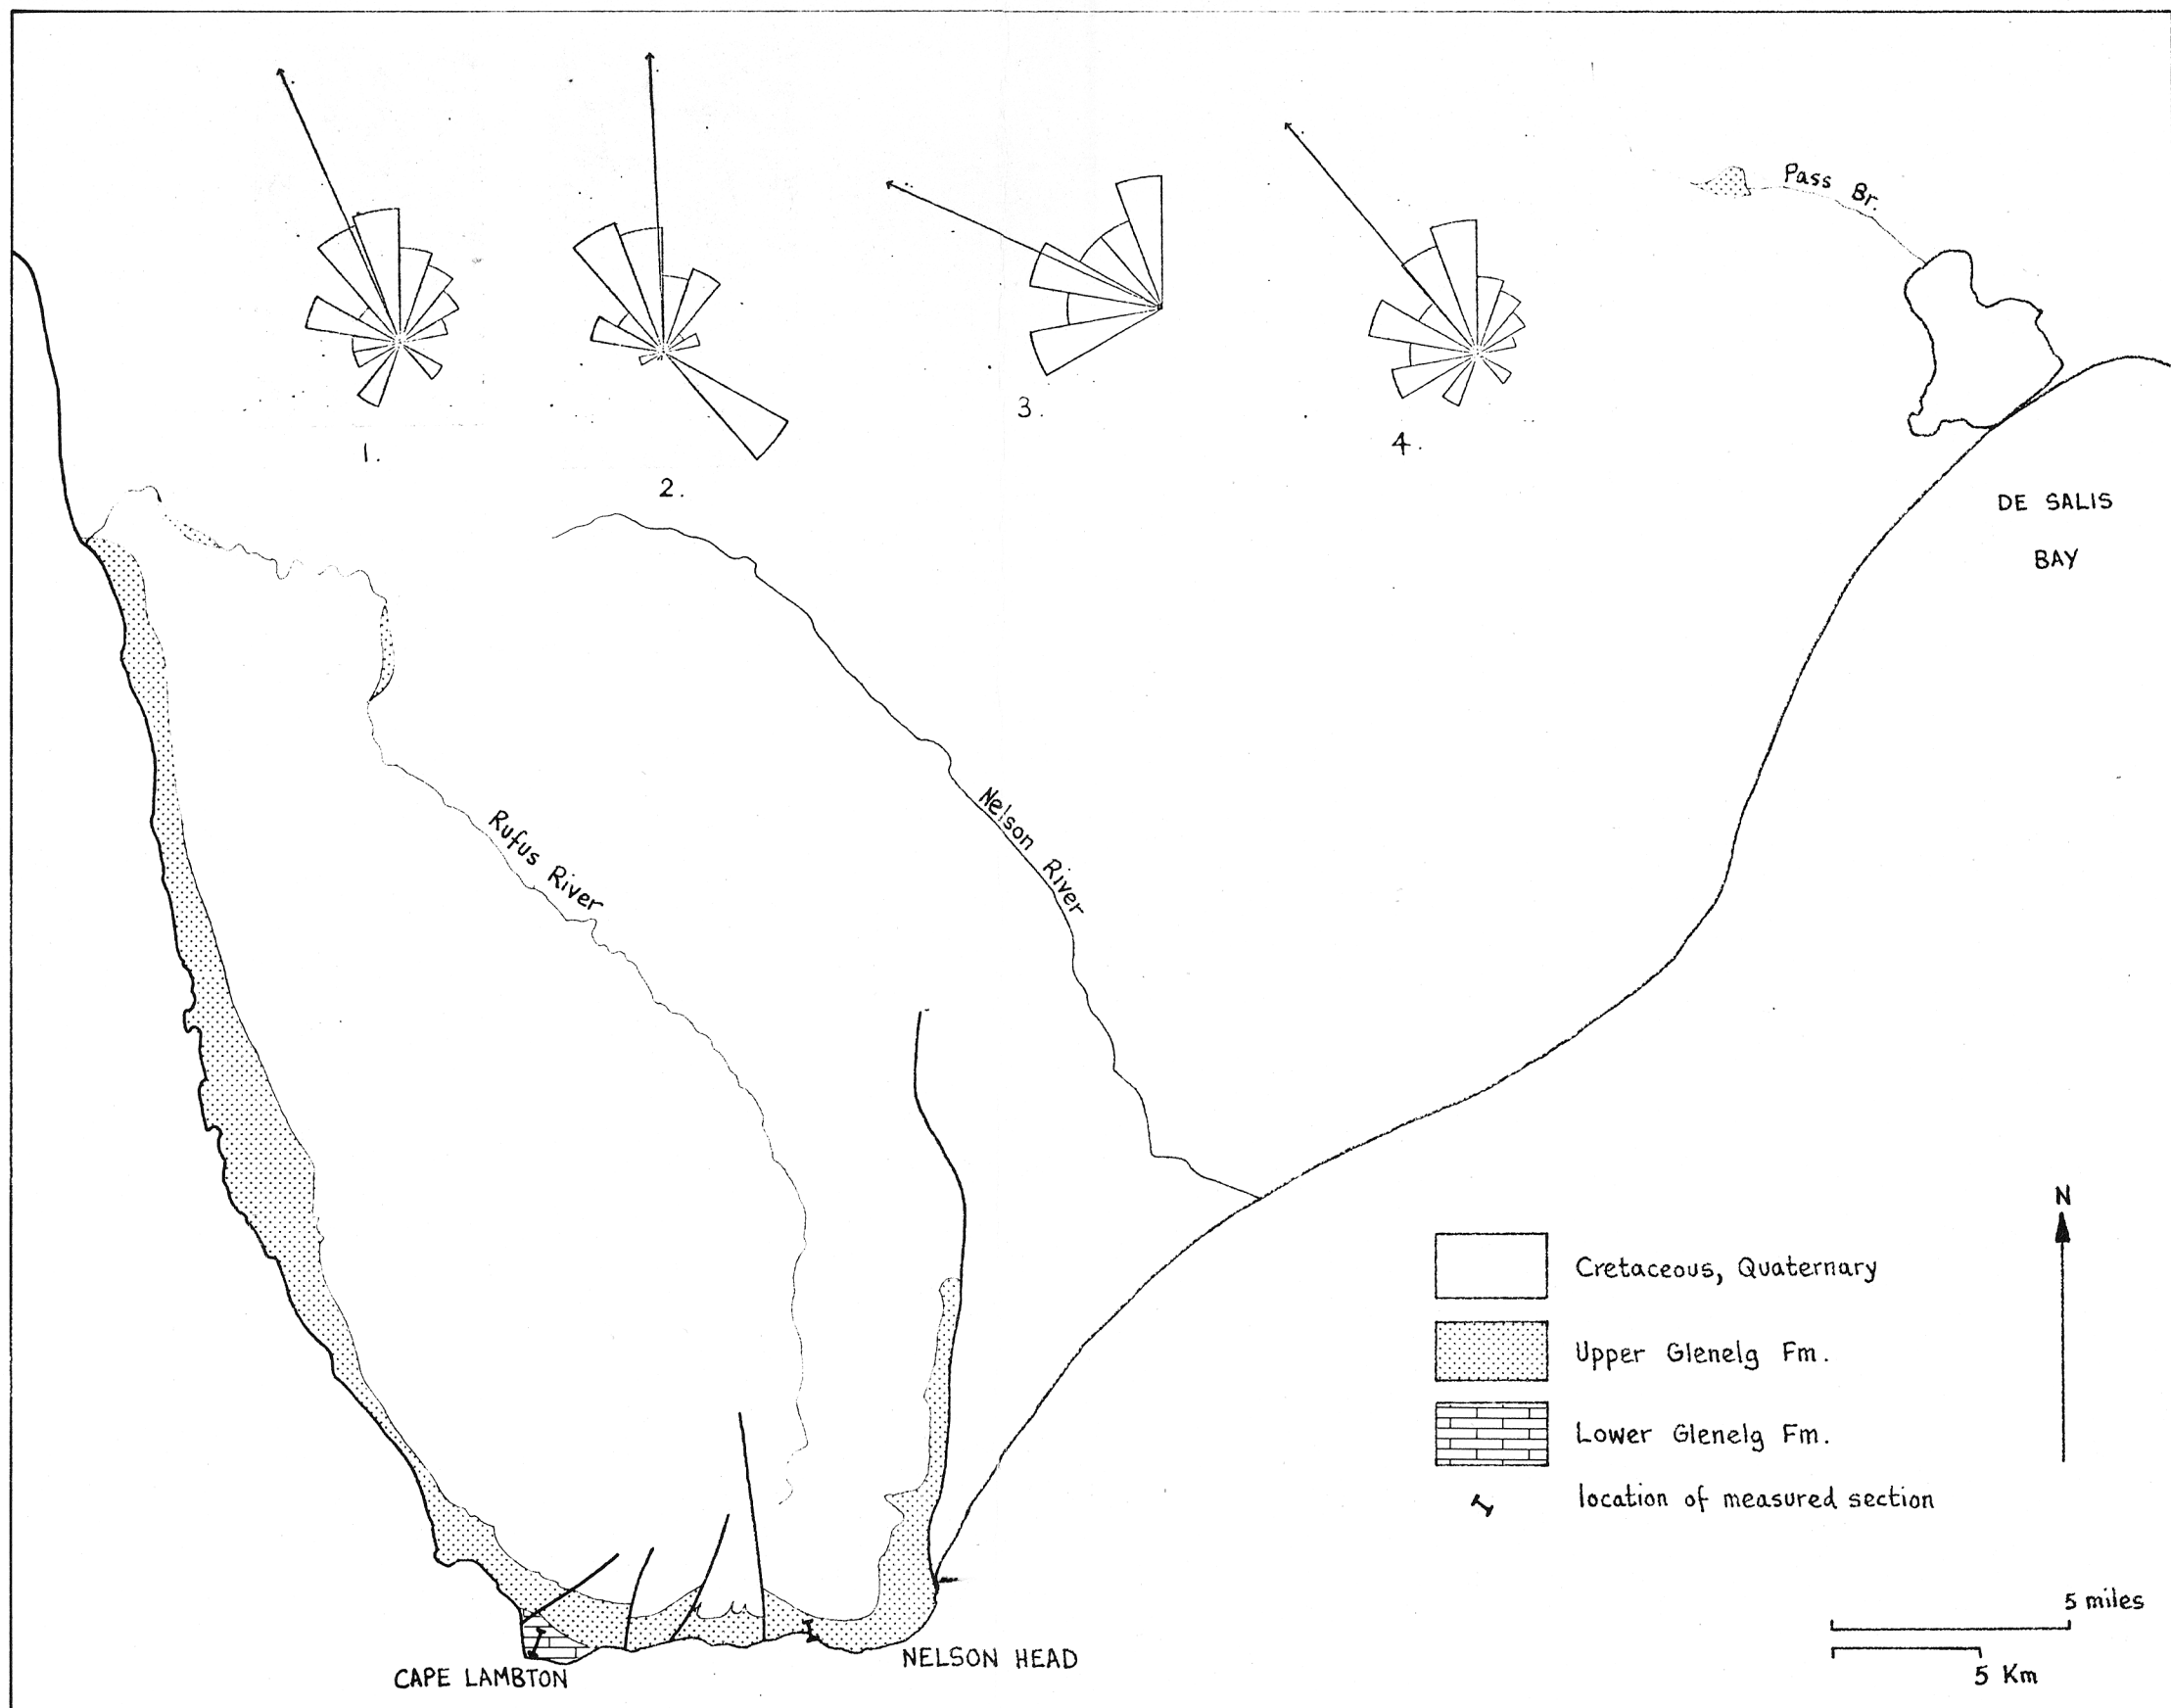 Pass Br.
1.
2.
3.
4.
DE SALIS
BAY
Rufus River
Nelson River
N
Cretaceous, Quaternary
Upper Glenelg Fm.
Lower Glenelg Fm.
location of measured section
5 miles
5 Km
CAPE LAMBTON
NELSON HEAD